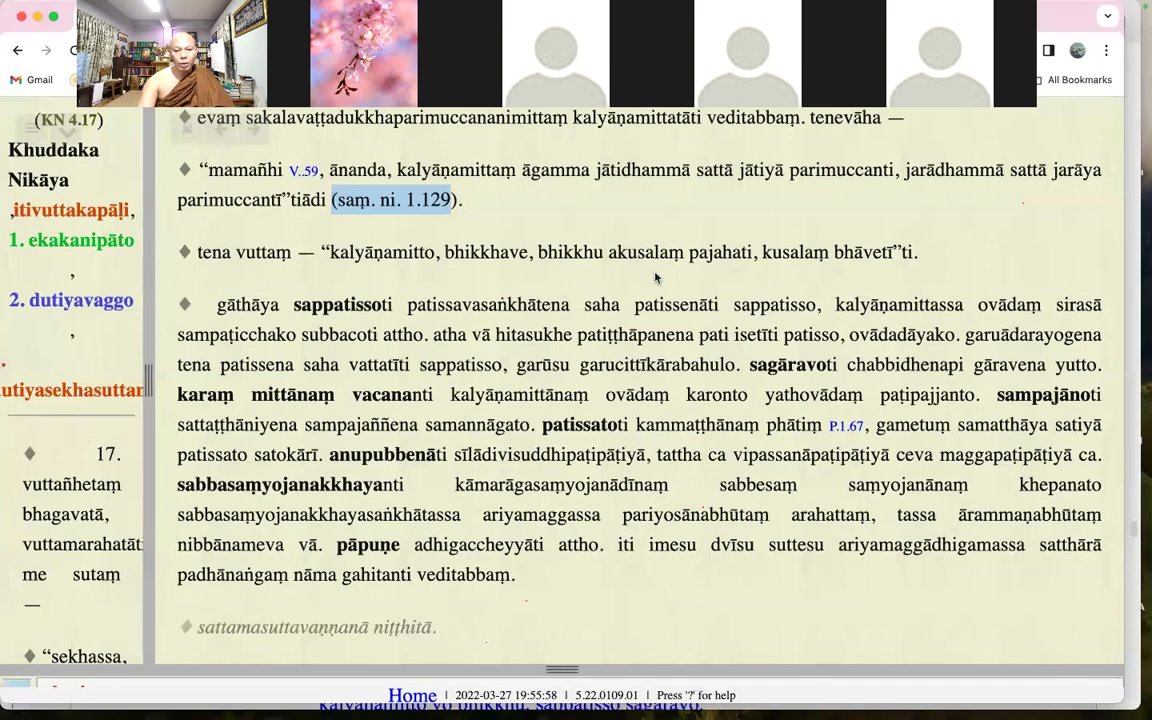 Gmail
All Bookmarks
(KN 4.17)
Khuddaka
Nikāya
,itivuttakapāḷi,
1. ekakanipāto
,
2. dutiyavaggo
,
utiyasekhasuttar
♦ 17.
vuttañhetaṃ
bhagavatā,
vuttamarahatāt
me sutaṃ
—
♦ “sekhassa,
♦ evaṃ sakalavaṭṭadukkhaparimuccananimittaṃ kalyāṇamittatāti veditabbaṃ. tenevāha —
♦ “mamañhi V..59, ānanda, kalyāṇamittaṃ āgamma jātidhammā sattā jātiyā parimuccanti, jarādhammā sattā jarāya
parimuccantī”tiādi (saṃ. ni. 1.129).
♦ tena vuttaṃ — “kalyāṇamitto, bhikkhave, bhikkhu akusalaṃ pajahati, kusalaṃ bhāvetī”ti.
♦ gāthāya sappatissoti patissavasaṅkhātena saha patissenāti sappatisso, kalyāṇamittassa ovādaṃ sirasā
sampaṭicchako subbacoti attho. atha vā hitasukhe patiṭṭhāpanena pati isetīti patisso, ovādadāyako. garuādarayogena
tena patissena saha vattatīti sappatisso, garūsu garucittīkārabahulo. sagāravoti chabbidhenapi gāravena yutto.
karaṃ mittānaṃ vacananti kalyāṇamittānaṃ ovādaṃ karonto yathovādaṃ paṭipajjanto. sampajānoti
sattaṭṭhāniyena sampajaññena samannāgato. patissatoti kammaṭṭhānaṃ phātiṃ P.1.67, gametuṃ samatthāya satiyā
patissato satokārī. anupubbenāti sīlādivisuddhipaṭipāṭiyā, tattha ca vipassanāpaṭipāṭiyā ceva maggapaṭipāṭiyā ca.
sabbasaṃyojanakkhayanti kāmarāgasaṃyojanādīnaṃ sabbesaṃ saṃyojanānaṃ khepanato
sabbasaṃyojanakkhayasaṅkhātassa ariyamaggassa pariyosānabhūtaṃ arahattaṃ, tassa ārammaṇabhūtaṃ
nibbānameva vā. pāpuṇe adhigaccheyyāti attho. iti imesu dvīsu suttesu ariyamaggādhigamassa satthārā
padhānaṅgaṃ nāma gahitanti veditabbaṃ.
♦ sattamasuttavaṇṇanā niṭṭhitā.
Home | 2022-03-27 19:55:58 | 5.22.0109.01 | Press '?' for help